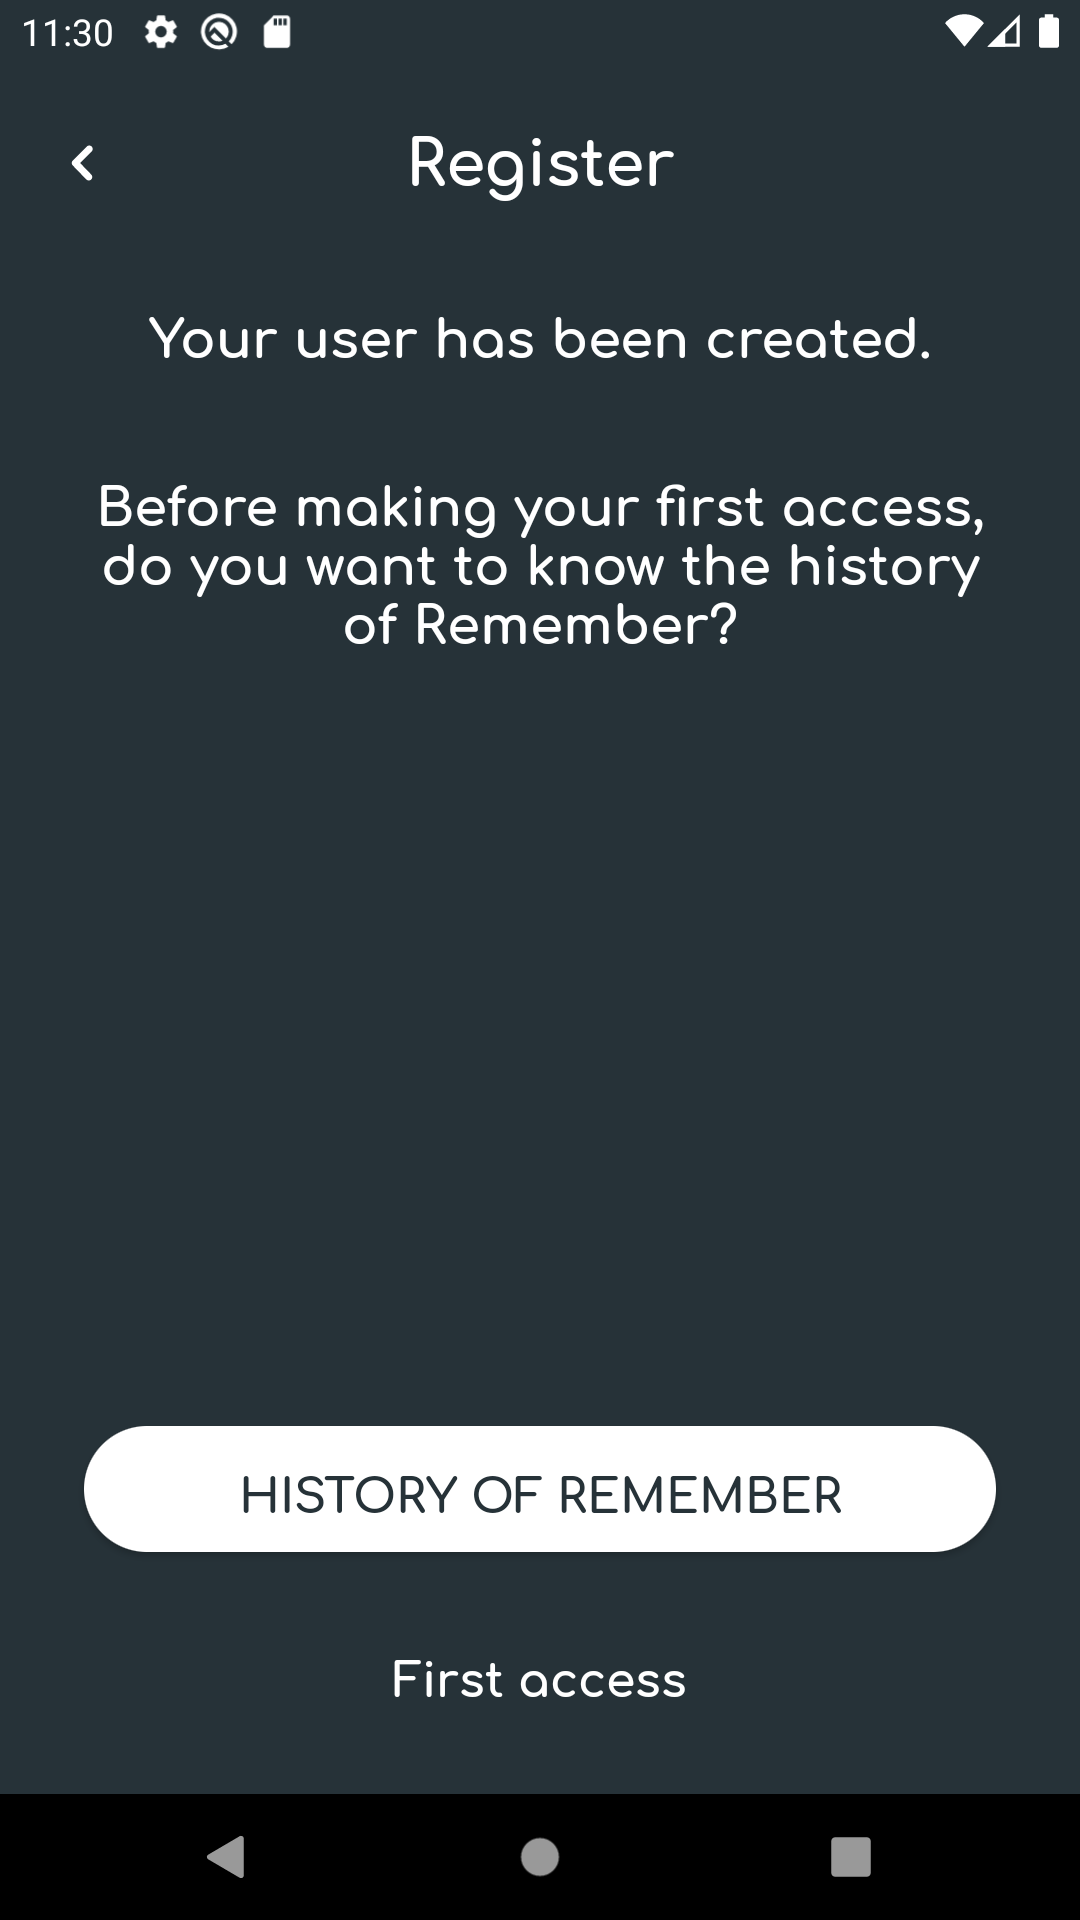 11:30
Register
Your user has been created.
Before making your first access,
do you want to know the history
of Remember?
HISTORY OF REMEMBER
First access